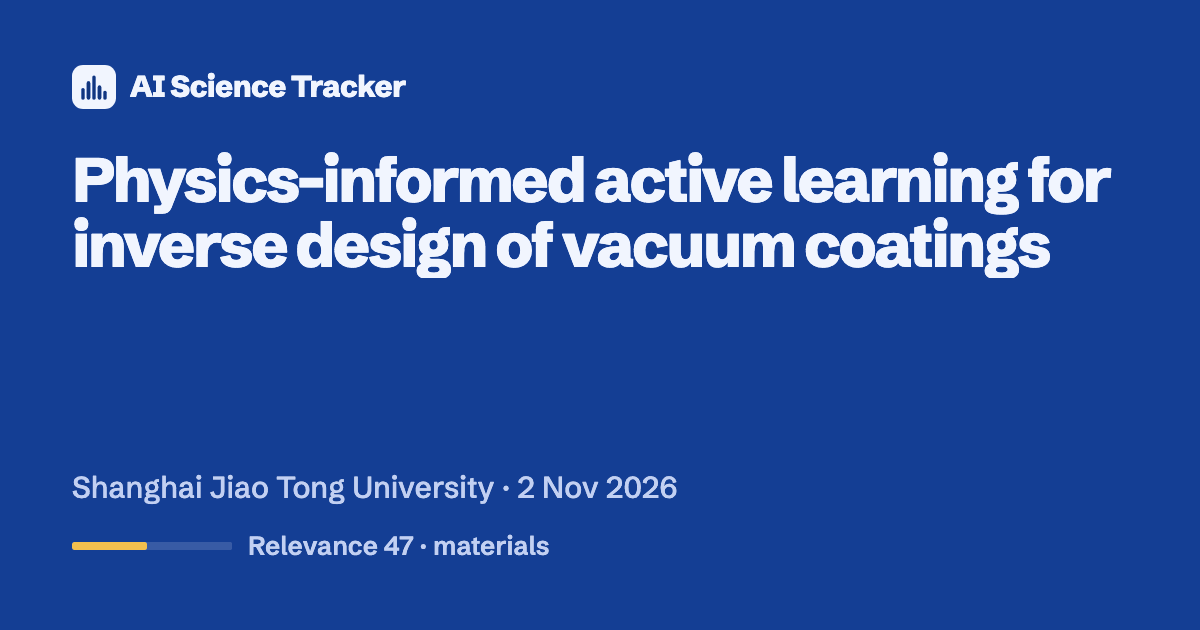 AI Science Tracker
Physics-informed active learning for
inverse design of vacuum coatings
Shanghai Jiao Tong University · 2 Nov 2026
Relevance 47 · materials